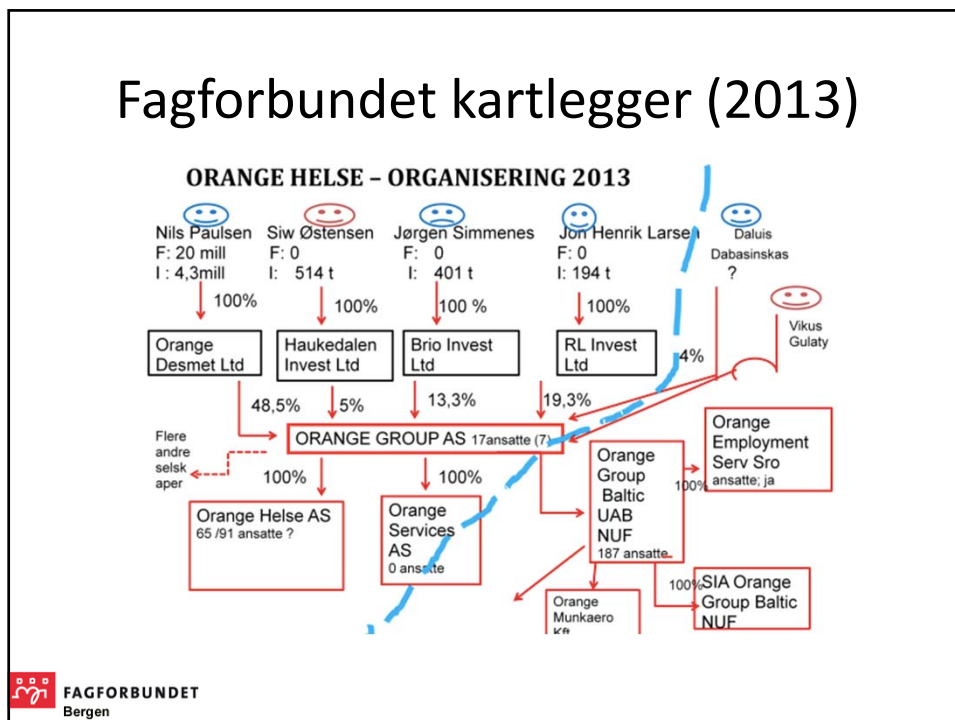 Fagforbundet kartlegger (2013)
ORANGE HELSE – ORGANISERING 2013
Nils Paulsen
F: 20 mill
I : 4,3mill
Siw Østensen
F: 0
I: 514 t
Jørgen Simmenes
F: 0
I: 401 t
Jon Henrik Larsen
F: 0
I: 194 t
Daluis
Dabasinskas
?
Vikus
Gulaty
100%
100%
100 %
100%
Orange
Desmet Ltd
Haukedalen
Invest Ltd
Brio Invest
Ltd
RL Invest
Ltd
4%
48,5%
5%
13,3%
19,3%
ORANGE GROUP AS 17ansatte (7)
Flere
andre
selsk
aper
100%
100%
Orange Helse AS
65 /91 ansatte ?
Orange
Services
AS
0 ansatte
Orange
Group
Baltic
UAB
NUF
187 ansatte
100%
Orange
Employment
Serv Sro
ansatte; ja
100%
SIA Orange
Group Baltic
NUF
Orange
Munkaero
Kft
FAGFORBUNDET
Bergen